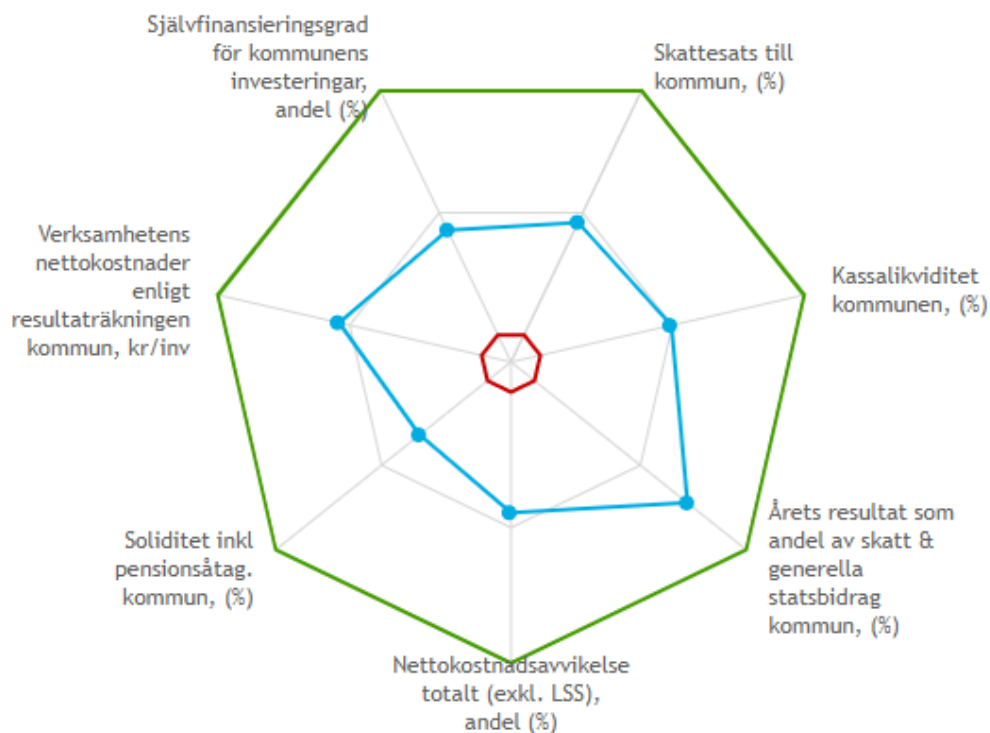 Självfinansieringsgrad
för kommunens
investeringar,
andel (%)
Skattesats till
kommun, (%)
Verksamhetens
nettokostnader
enligt
resultaträkningen
kommun, kr/inv
Kassalikviditet
kommunen, (%)
Soliditet inkl
pensionsåtag.
kommun, (%)
Årets resultat som
andel av skatt &
generella
statsbidrag
kommun, (%)
Nettokostnadsavvikelse
totalt (exkl. LSS),
andel (%)